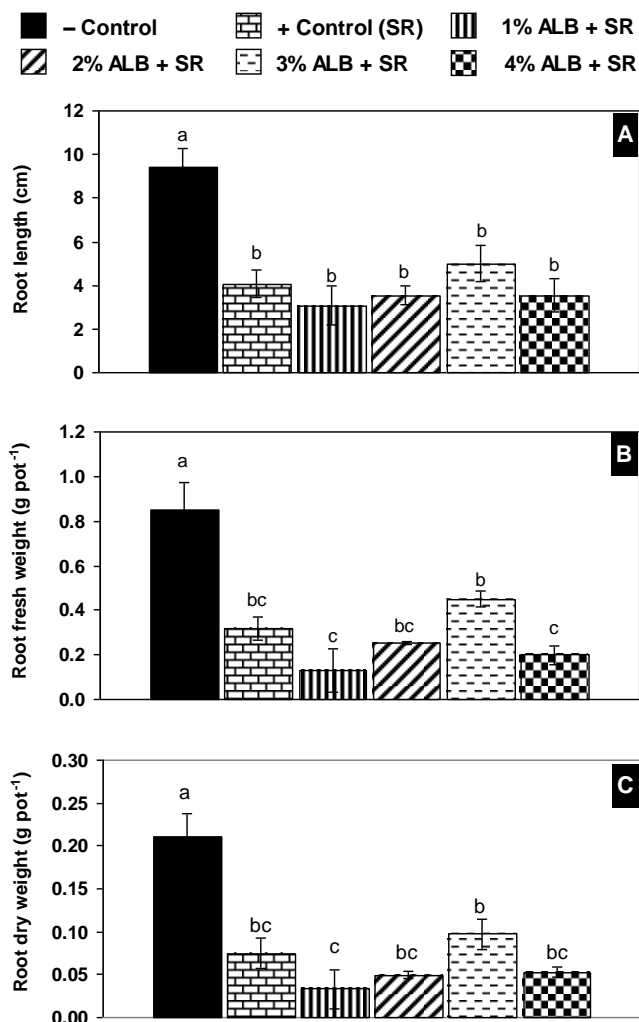 – Control + Control (SR) 1% ALB + SR
2% ALB + SR 3% ALB + SR 4% ALB + SR
A
Root length (cm)
12
10
8
6
4
2
0
a
b
b
b
b
b
B
Root fresh weight (g pot⁻¹)
1.2
1.0
0.8
0.6
0.4
0.2
0.0
a
bc
c
bc
b
c
C
Root dry weight (g pot⁻¹)
0.30
0.25
0.20
0.15
0.10
0.05
0.00
a
bc
c
bc
b
bc